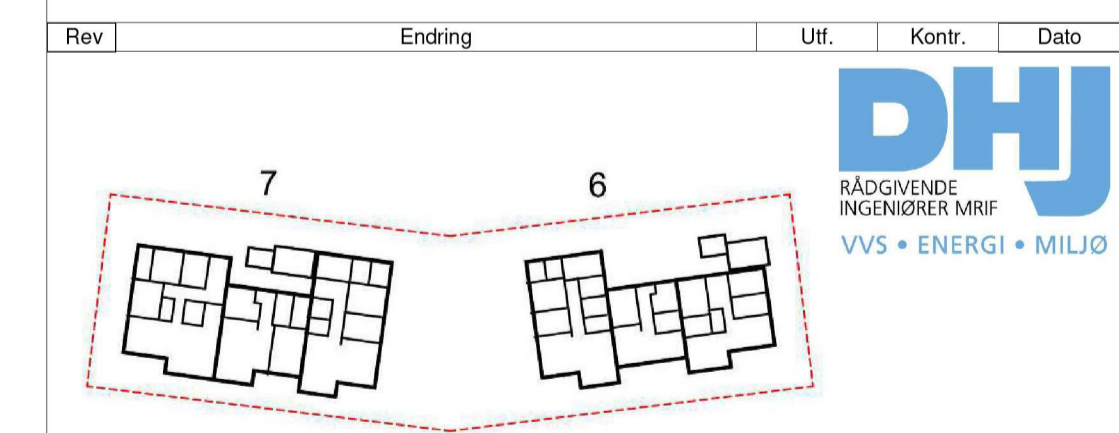 Rev Endring Utf. Kontr. Dato
DHJ
RÅDGIVENDE
INGENIØRER MRIF
VVS • ENERGI • MILJØ
7 6